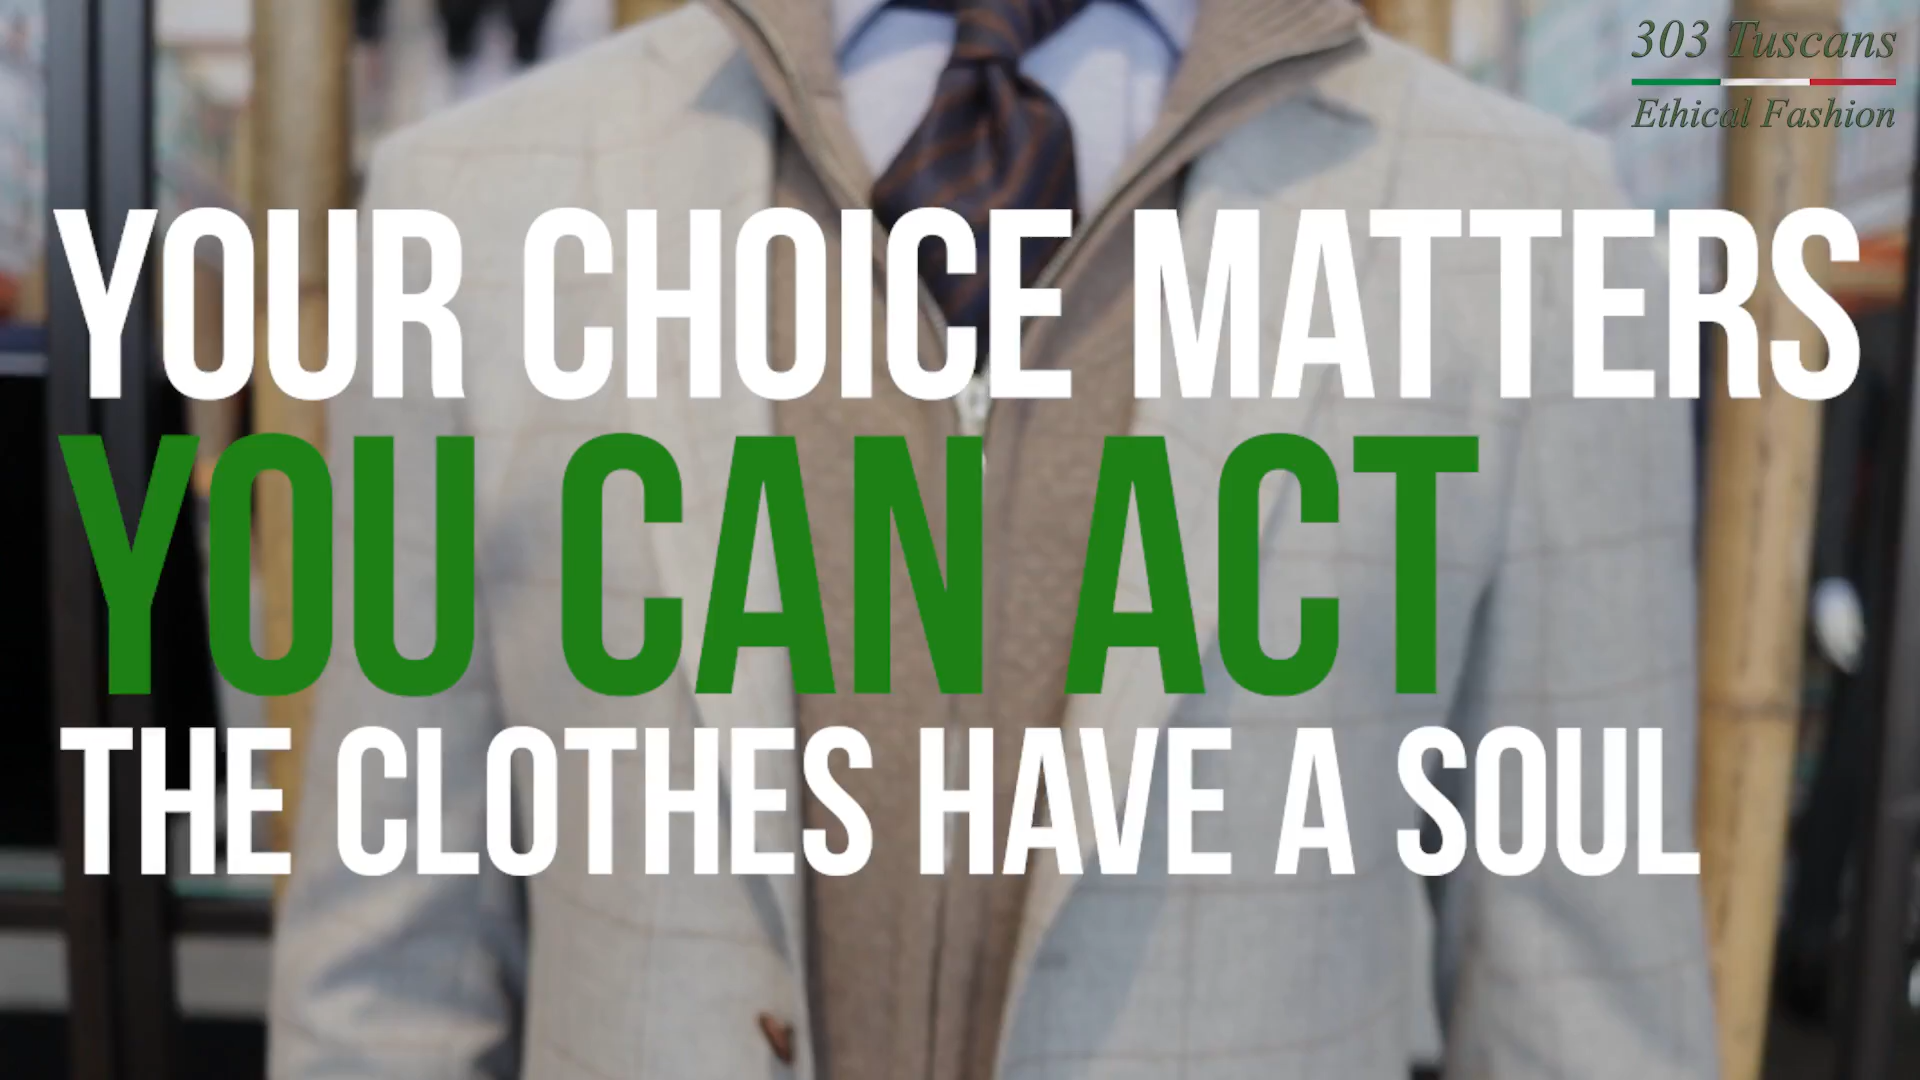 303 Tuscans
Ethical Fashion
YOUR CHOICE MATTERS
YOU CAN ACT
THE CLOTHES HAVE A SOUL